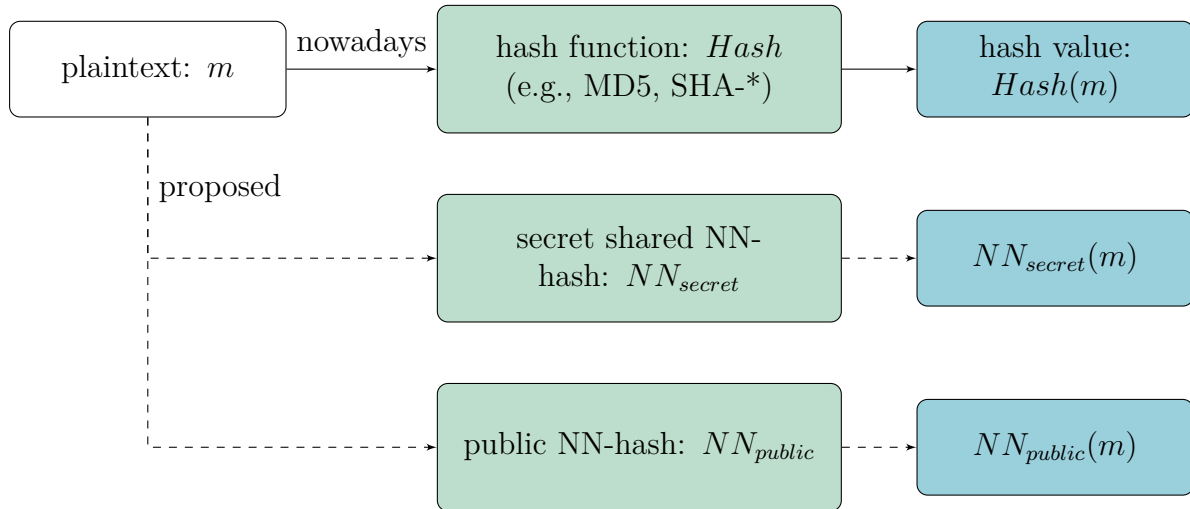 plaintext: m
nowadays
hash function: Hash
(e.g., MD5, SHA-*)
hash value:
Hash(m)
proposed
secret shared NN-
hash: NN_secret
NN_secret(m)
public NN-hash: NN_public
NN_public(m)